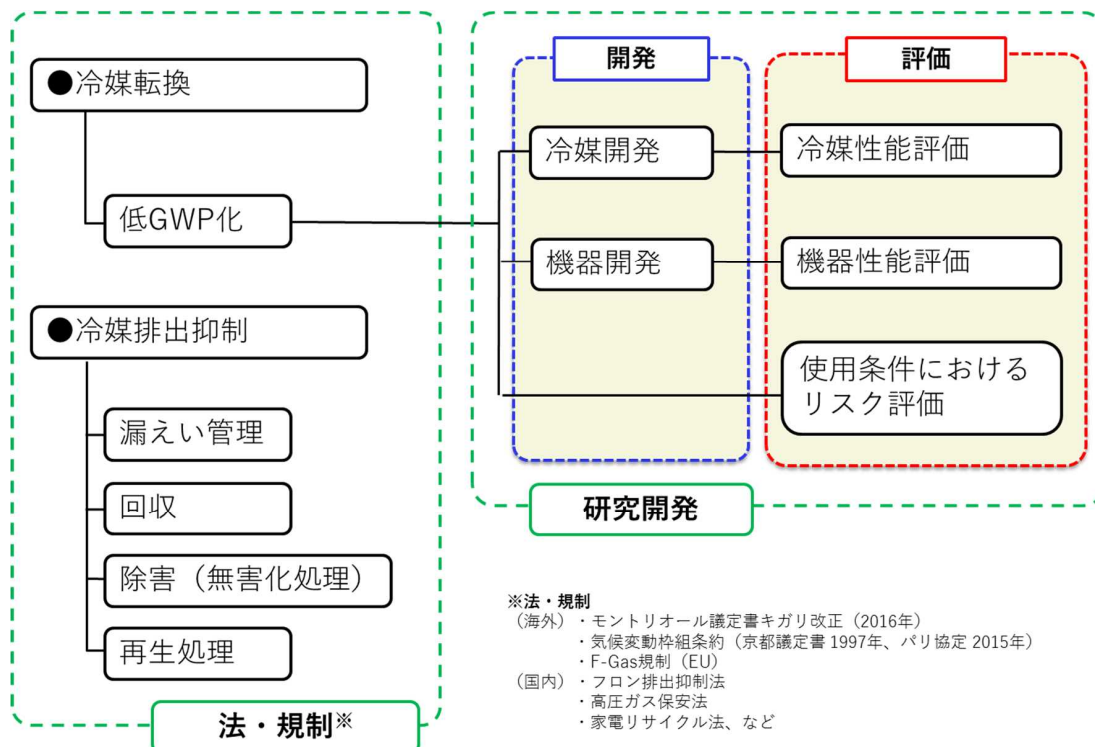 ●冷媒転換
低GWP化
●冷媒排出抑制
漏えい管理
回収
除害（無害化処理）
再生処理
法・規制※
開発
評価
冷媒開発
冷媒性能評価
機器開発
機器性能評価
使用条件における
リスク評価
研究開発
※法・規制
（海外）・モントリオール議定書キガリ改正（2016年）
・気候変動枠組条約（京都議定書 1997年、パリ協定 2015年）
・F-Gas規制（EU）
（国内）・フロン排出抑制法
・高圧ガス保安法
・家電リサイクル法、など